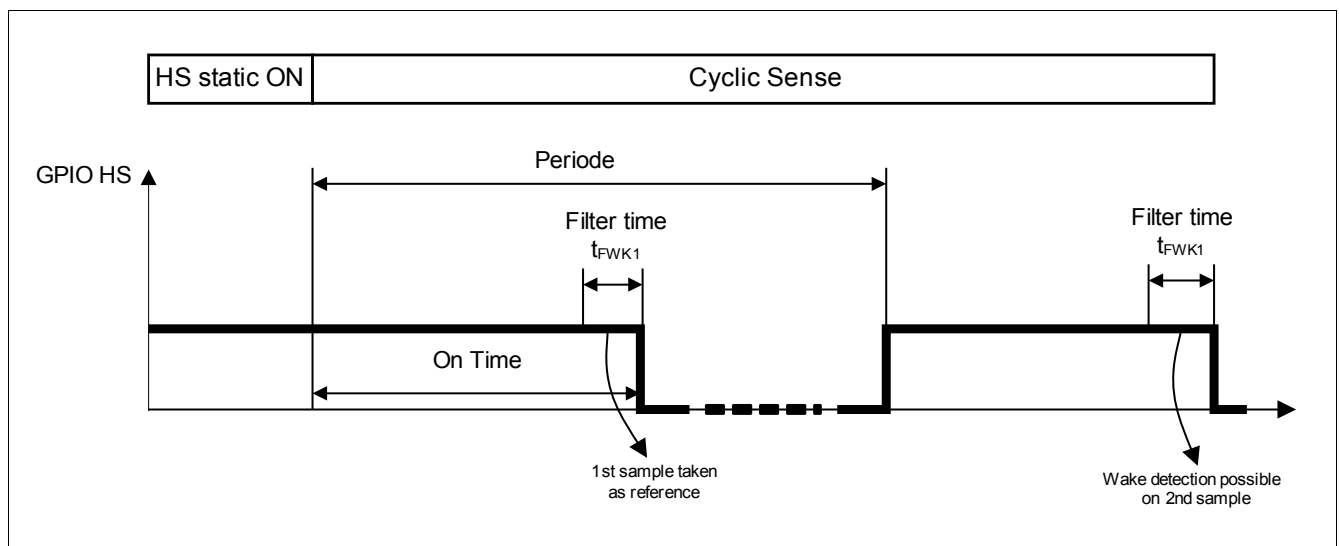 HS static ON
Cyclic Sense
GPIO HS
Periode
Filter time
tFWK1
Filter time
tFWK1
On Time
1st sample taken
as reference
Wake detection possible
on 2nd sample